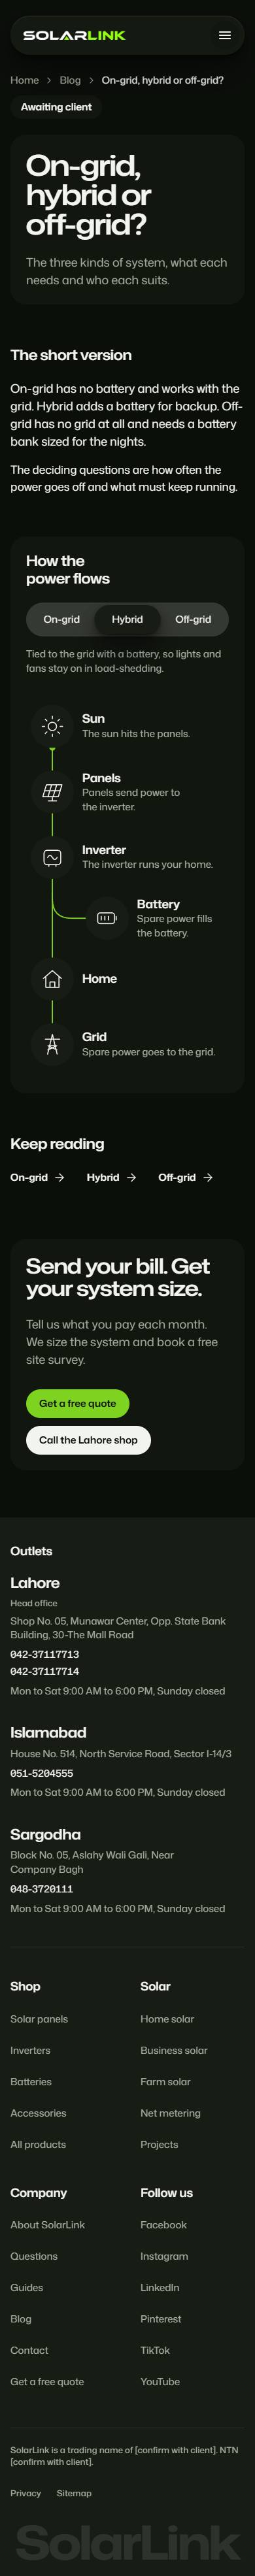 SOLARLINK
Home > Blog > On-grid, hybrid or off-grid?
Awaiting client
On-grid,
hybrid or
off-grid?
The three kinds of system, what each
needs and who each suits.
The short version
On-grid has no battery and works with the
grid. Hybrid adds a battery for backup. Off-
grid has no grid at all and needs a battery
bank sized for the nights.
The deciding questions are how often the
power goes off and what must keep running.
How the
power flows
On-grid Hybrid Off-grid
Tied to the grid with a battery, so lights and
fans stay on in load-shedding.
Sun
The sun hits the panels.
Panels
Panels send power to
the inverter.
Inverter
The inverter runs your home.
Battery
Spare power fills
the battery.
Home
Grid
Spare power goes to the grid.
Keep reading
On-grid → Hybrid → Off-grid →
Send your bill. Get
your system size.
Tell us what you pay each month.
We size the system and book a free
site survey.
Get a free quote
Call the Lahore shop
Outlets
Lahore
Head office
Shop No. 05, Munawar Center, Opp. State Bank
Building, 30-The Mall Road
042-37117713
042-37117714
Mon to Sat 9:00 AM to 6:00 PM, Sunday closed
Islamabad
House No. 514, North Service Road, Sector I-14/3
051-5204555
Mon to Sat 9:00 AM to 6:00 PM, Sunday closed
Sargodha
Block No. 05, Aslahy Wali Gali, Near
Company Bagh
048-3720111
Mon to Sat 9:00 AM to 6:00 PM, Sunday closed
Shop
Solar panels
Inverters
Batteries
Accessories
All products
Solar
Home solar
Business solar
Farm solar
Net metering
Projects
Company
About SolarLink
Questions
Guides
Blog
Contact
Get a free quote
Follow us
Facebook
Instagram
LinkedIn
Pinterest
TikTok
YouTube
SolarLink is a trading name of [confirm with client]. NTN
[confirm with client].
Privacy Sitemap
SolarLink